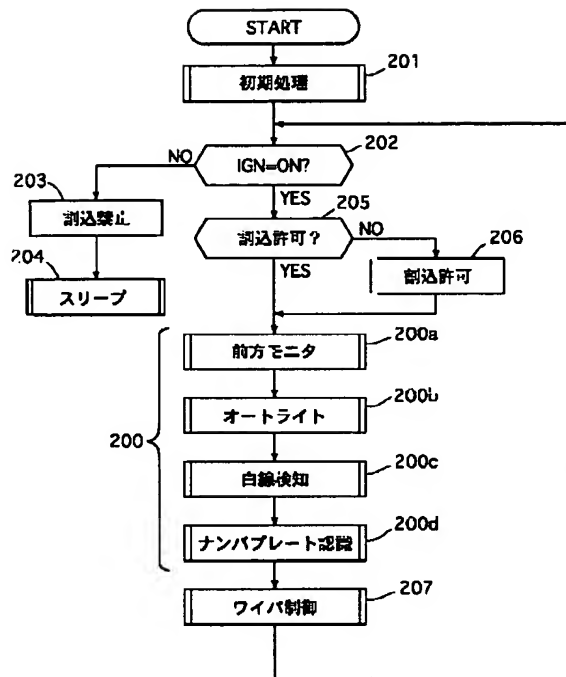 START
初期処理
201
IGN=ON?
202
NO
YES
203
割込禁止
204
スリープ
割込許可？
205
NO
YES
206
割込許可
200
前方モニタ
200a
オートライト
200b
白線検知
200c
ナンバプレート認識
200d
ワイパ制御
207